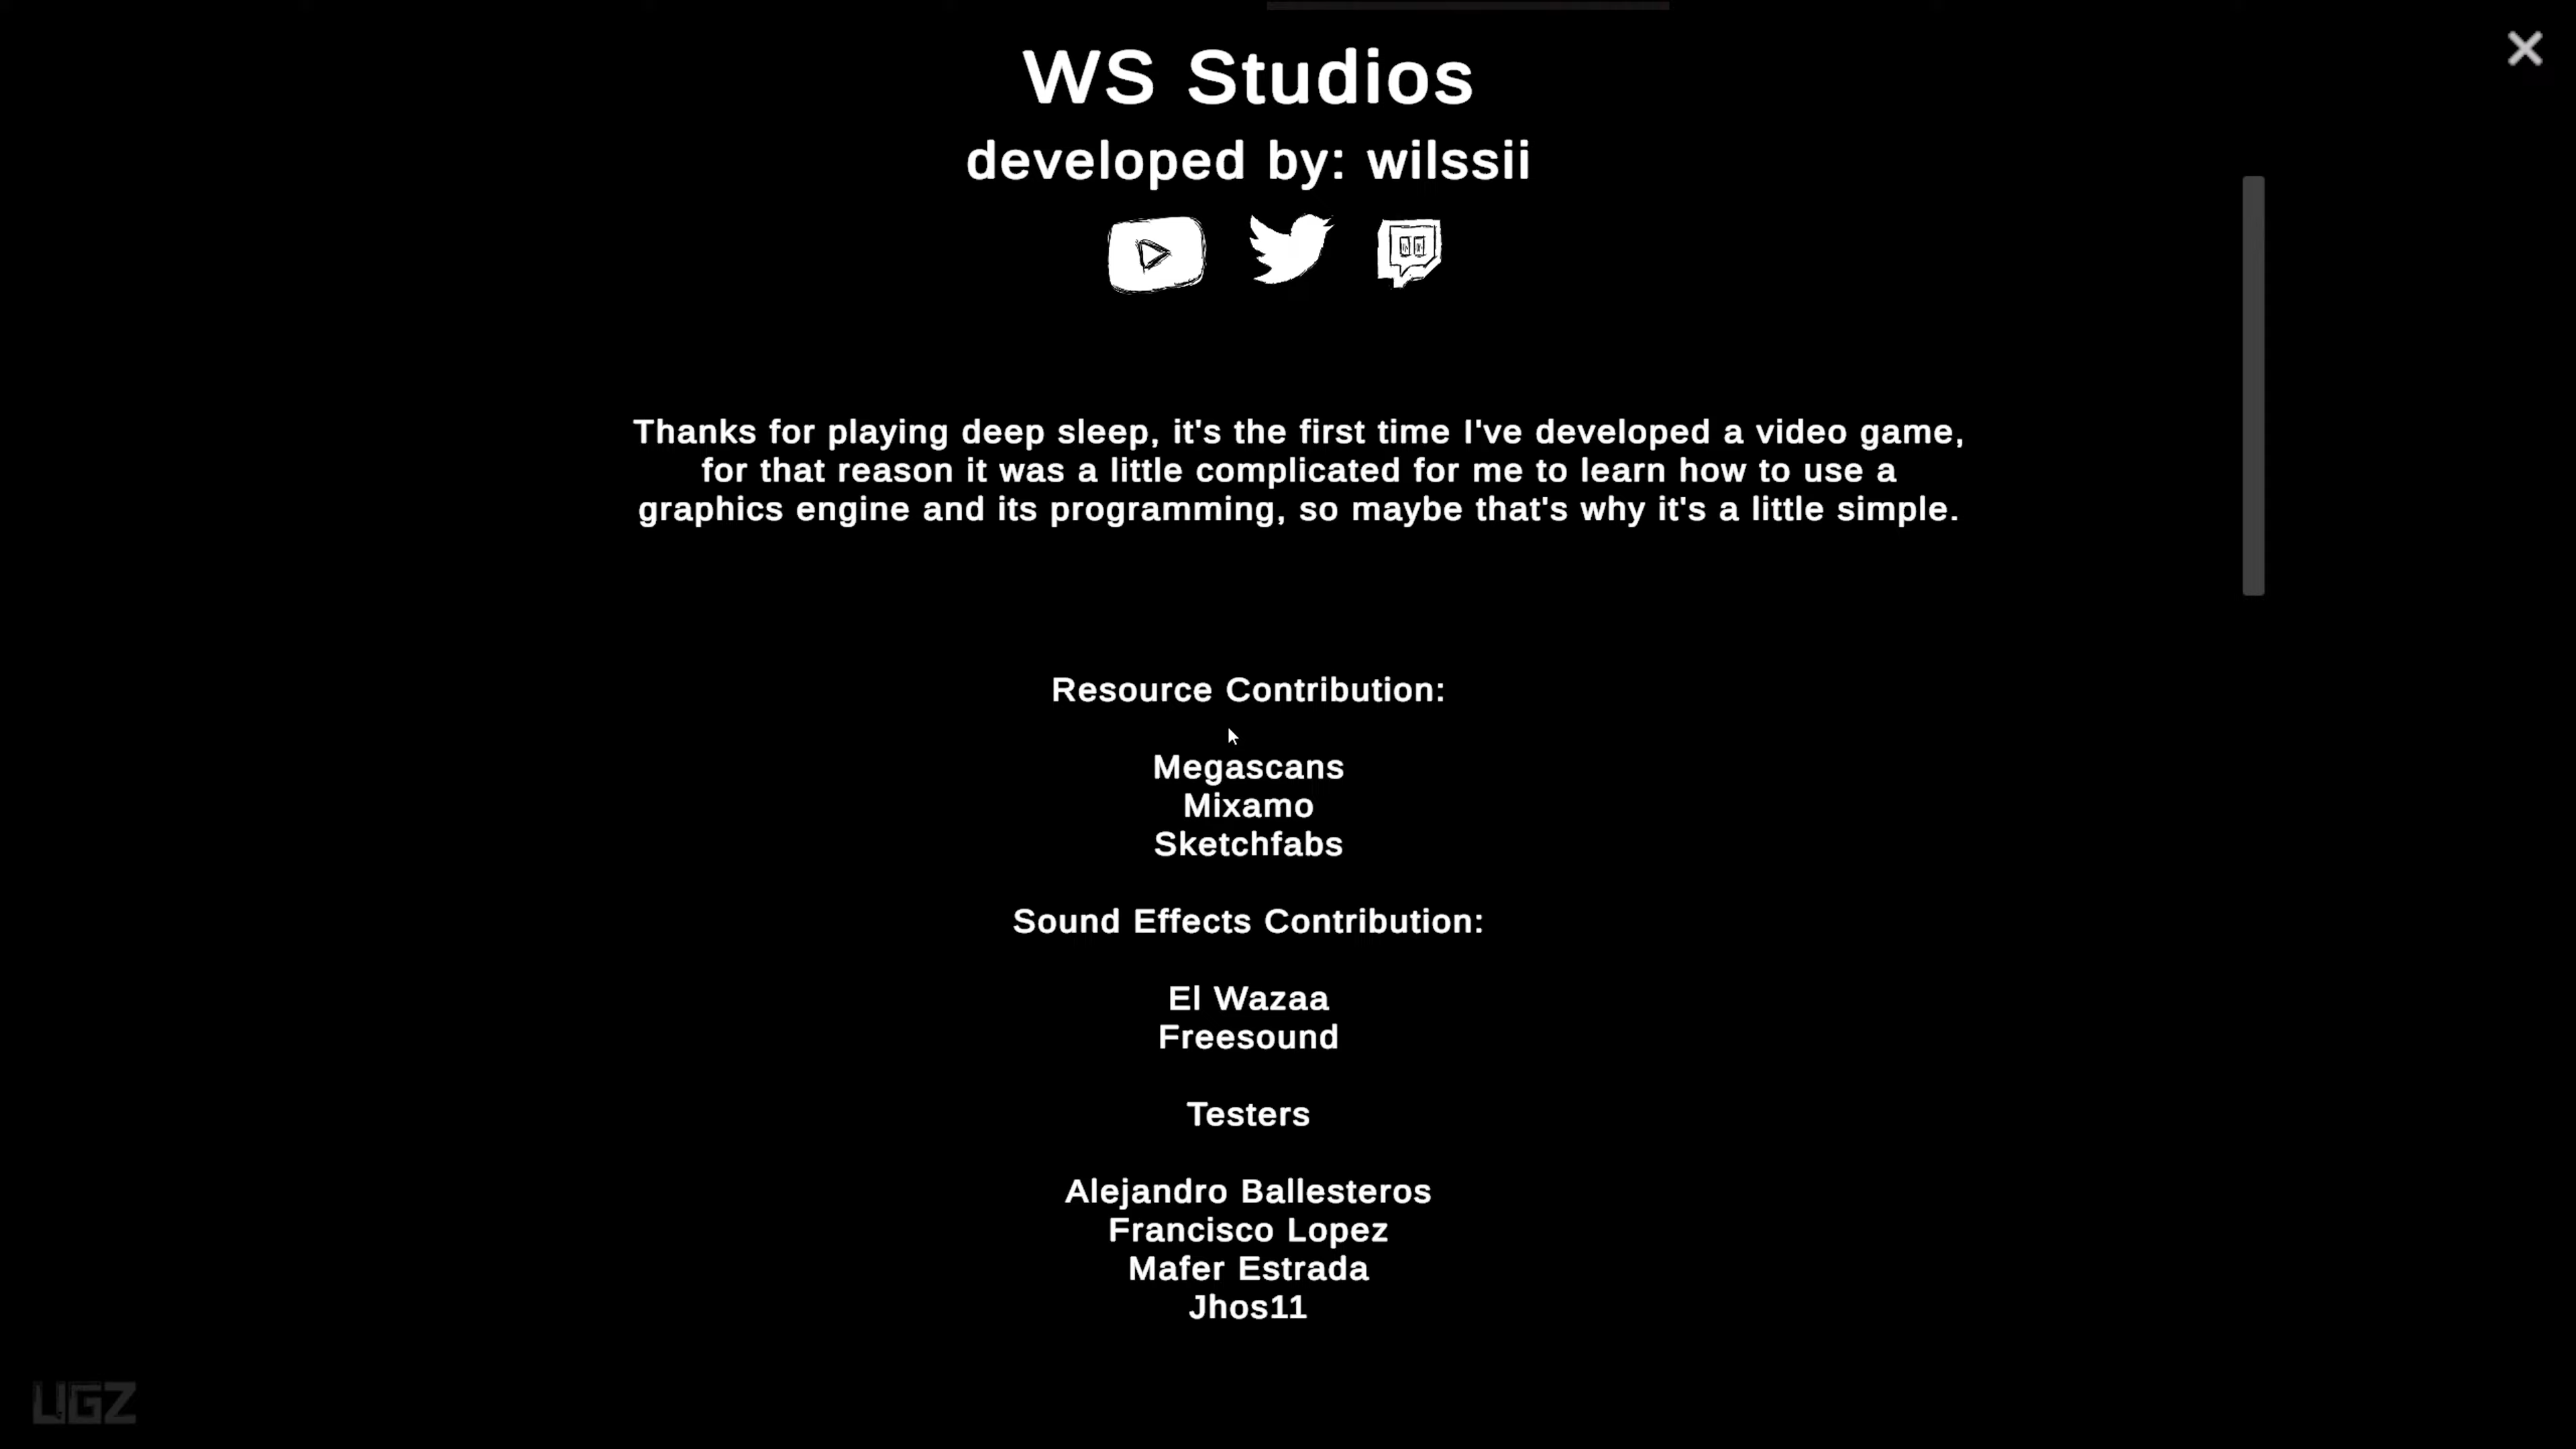 WS Studios
developed by: wilssii
Thanks for playing deep sleep, it's the first time I've developed a video game,
for that reason it was a little complicated for me to learn how to use a
graphics engine and its programming, so maybe that's why it's a little simple.
Resource Contribution:
Megascans
Mixamo
Sketchfabs
Sound Effects Contribution:
El Wazaa
Freesound
Testers
Alejandro Ballesteros
Francisco Lopez
Mafer Estrada
Jhos11
UGZ